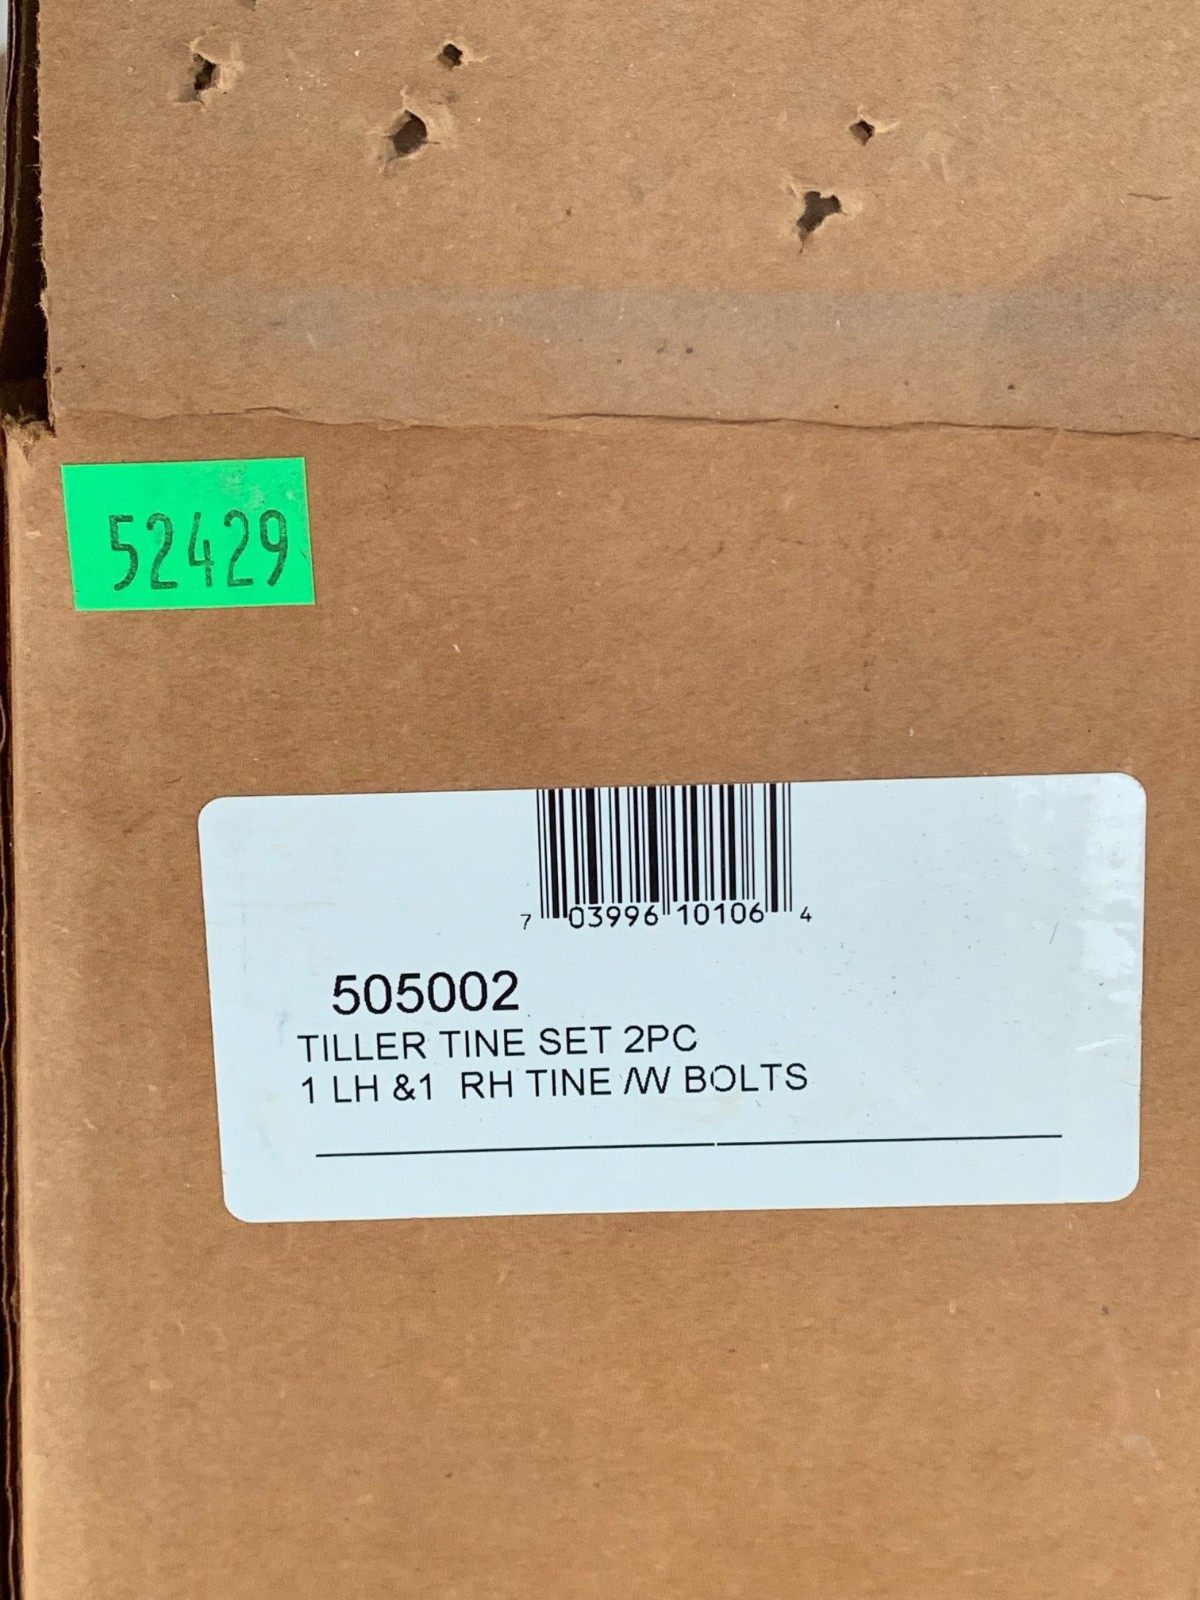 52429
7 03996 10106 4
505002
TILLER TINE SET 2PC
1 LH &1 RH TINE /W BOLTS